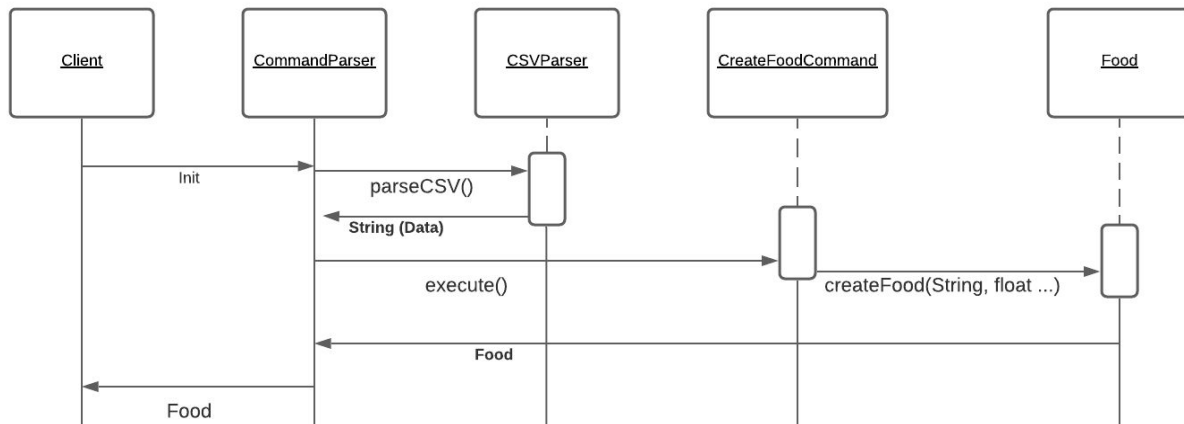 Client
CommandParser
CSVParser
CreateFoodCommand
Food
Init
parseCSV()
String (Data)
execute()
createFood(String, float ...)
Food
Food